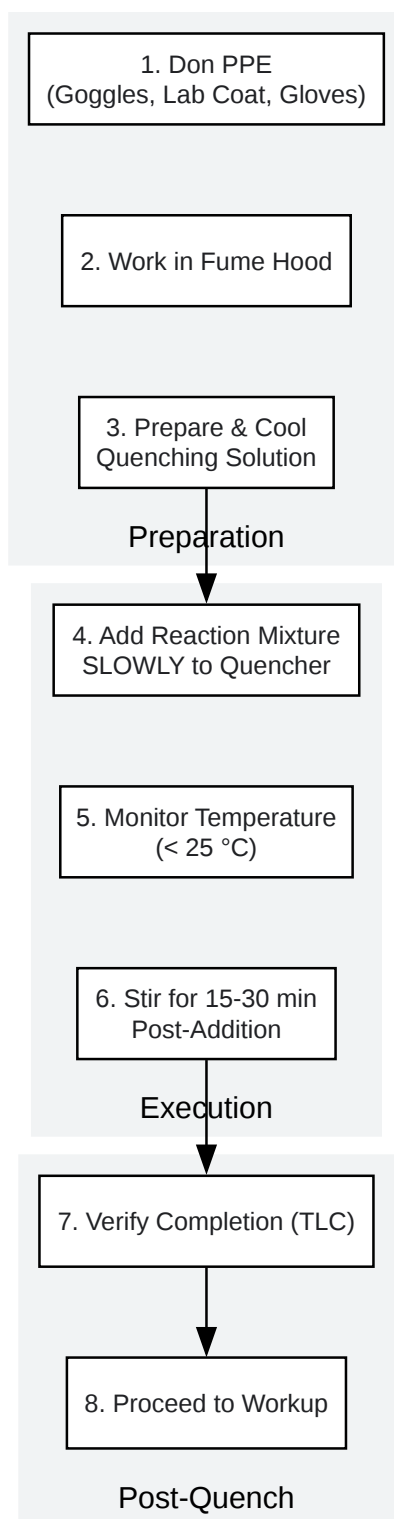 1. Don PPE
(Goggles, Lab Coat, Gloves)
2. Work in Fume Hood
3. Prepare & Cool
Quenching Solution
Preparation
4. Add Reaction Mixture
SLOWLY to Quencher
5. Monitor Temperature
(< 25 °C)
6. Stir for 15-30 min
Post-Addition
Execution
7. Verify Completion (TLC)
8. Proceed to Workup
Post-Quench